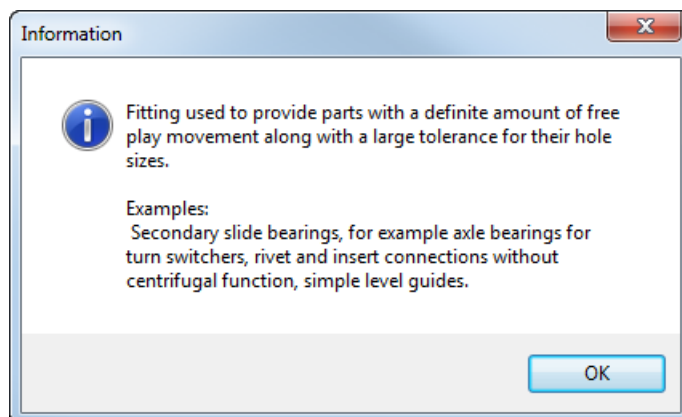 Information
Fitting used to provide parts with a definite amount of free
play movement along with a large tolerance for their hole
sizes.
Examples:
Secondary slide bearings, for example axle bearings for
turn switchers, rivet and insert connections without
centrifugal function, simple level guides.
OK